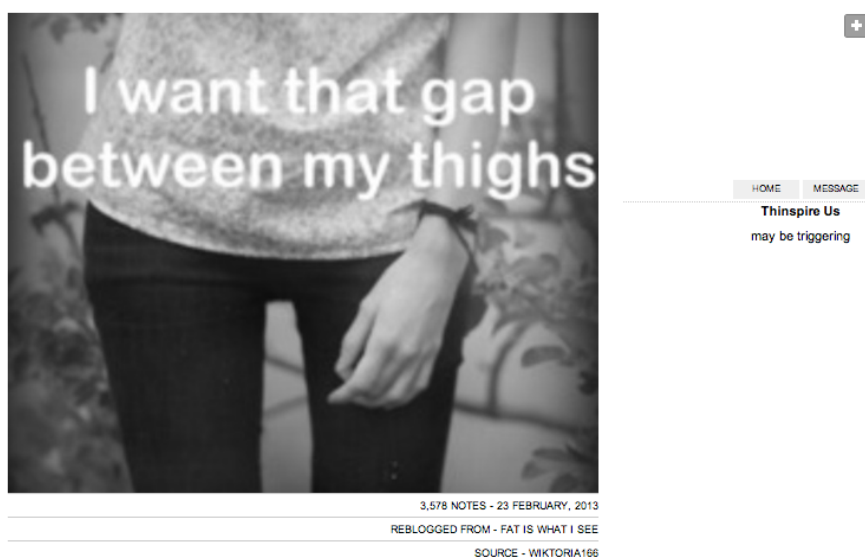 I want that gap
between my thighs
HOME MESSAGE
Thinspire Us
may be triggering
3,578 NOTES - 23 FEBRUARY, 2013
REBLOGGED FROM - FAT IS WHAT I SEE
SOURCE - WIKTORIA166